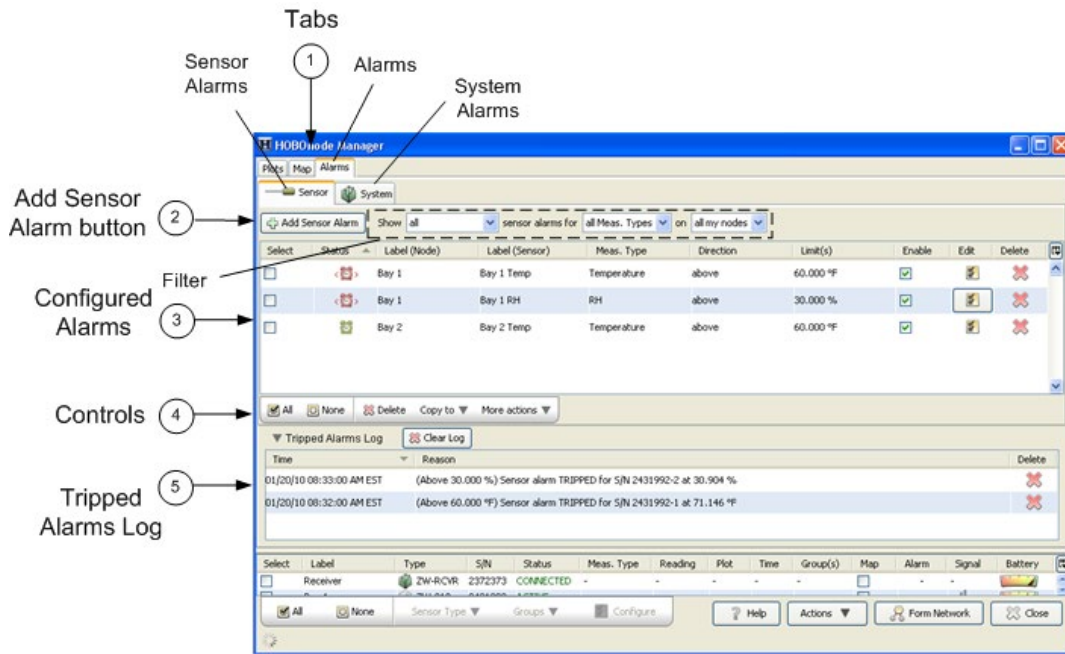 Tabs
1
Sensor Alarms
Alarms
System Alarms
HOBOnode Manager
Plots Map Alarms
Sensor System
Add Sensor Alarm button
2
Add Sensor Alarm Show all sensor alarms for all Meas. Types on all my nodes
Filter
Select Status Label (Node) Label (Sensor) Meas. Type Direction Limit(s) Enable Edit Delete
Bay 1 Bay 1 Temp Temperature above 60.000 °F
Configured Alarms
3
Bay 1 Bay 1 RH RH above 30.000 %
Bay 2 Bay 2 Temp Temperature above 60.000 °F
Controls
4
All None Delete Copy to More actions
Tripped Alarms Log Clear Log
Time Reason Delete
5
01/20/10 08:33:00 AM EST (Above 30.000 %) Sensor alarm TRIPPED for S/N 2431992-2 at 30.904 %
01/20/10 08:32:00 AM EST (Above 60.000 °F) Sensor alarm TRIPPED for S/N 2431992-1 at 71.146 °F
Tripped Alarms Log
Select Label Type S/N Status Meas. Type Reading Plot Time Group(s) Map Alarm Signal Battery
Receiver ZW-RCVR 2372373 CONNECTED - - - - - - -
All None Sensor Type Groups Configure Help Actions Form Network Close